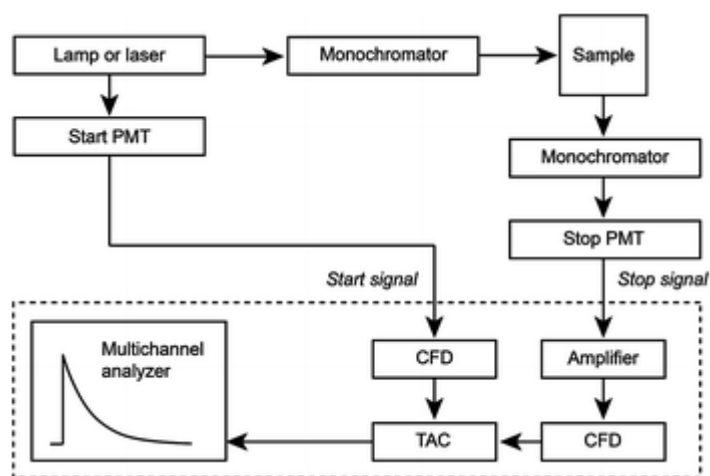 Lamp or laser
Monochromator
Sample
Start PMT
Monochromator
Stop PMT
Start signal
Stop signal
Multichannel
analyzer
CFD
Amplifier
TAC
CFD